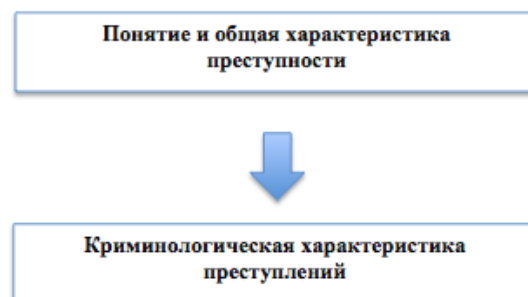 Понятие и общая характеристика
преступности
Криминологическая характеристика
преступлений